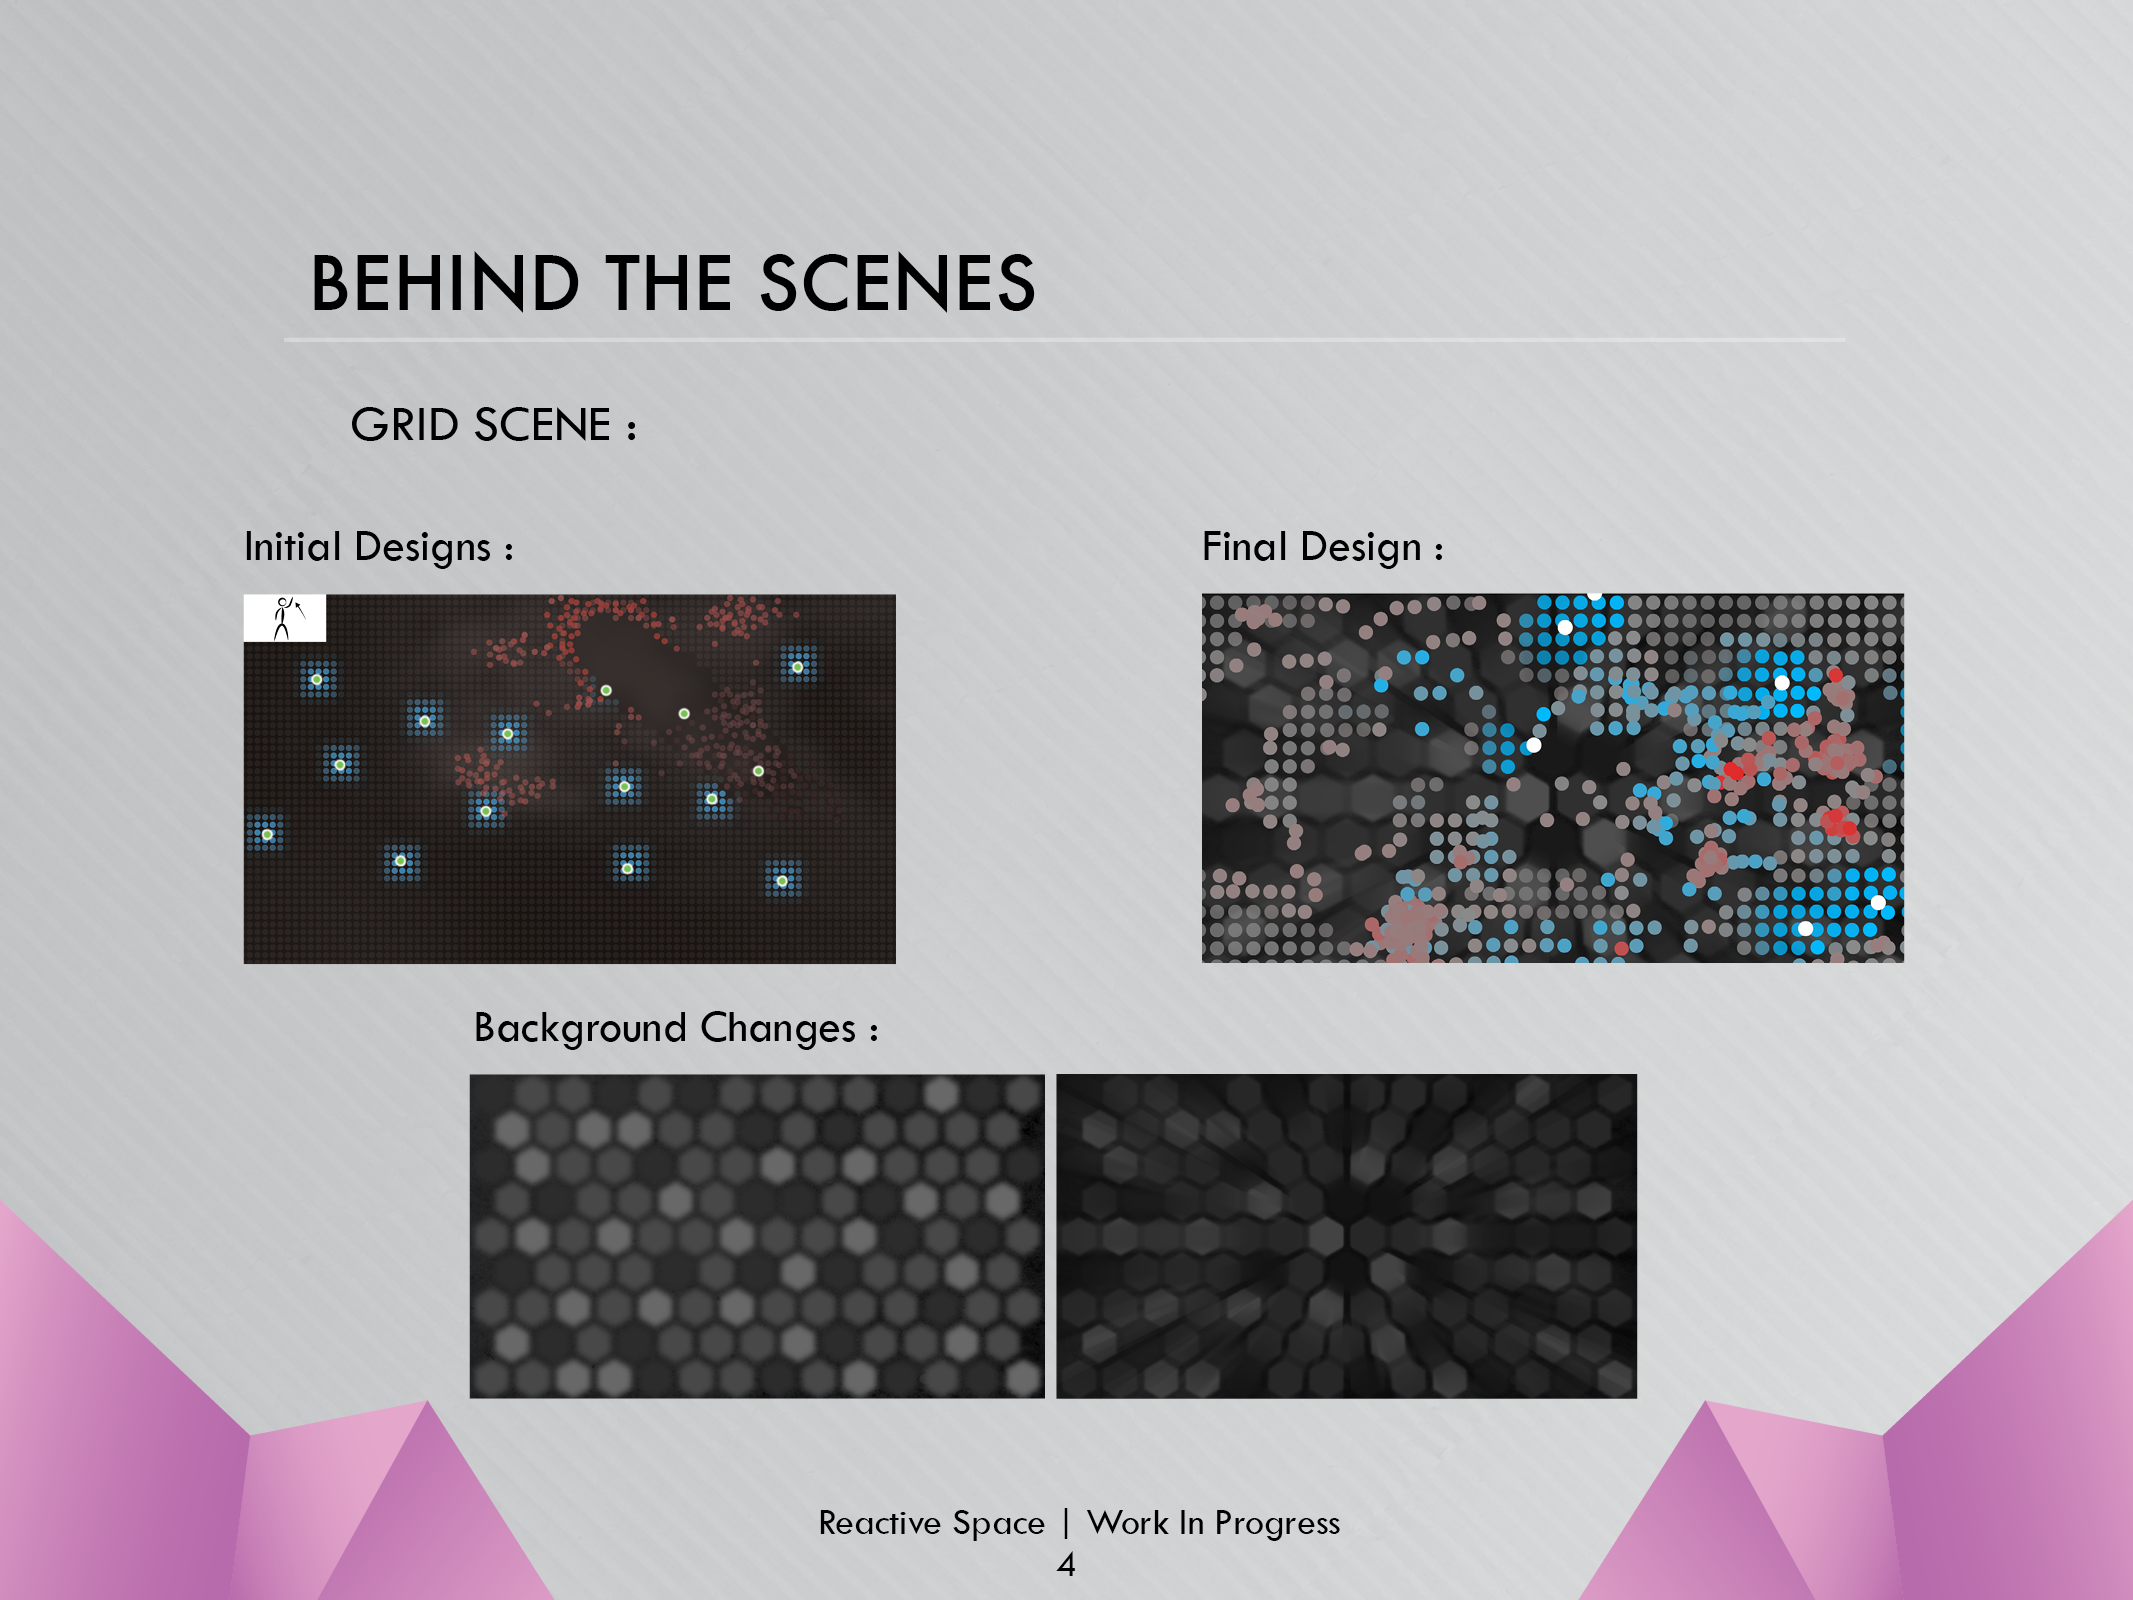 BEHIND THE SCENES
GRID SCENE :
Initial Designs :
Final Design :
Background Changes :
Reactive Space | Work In Progress
4